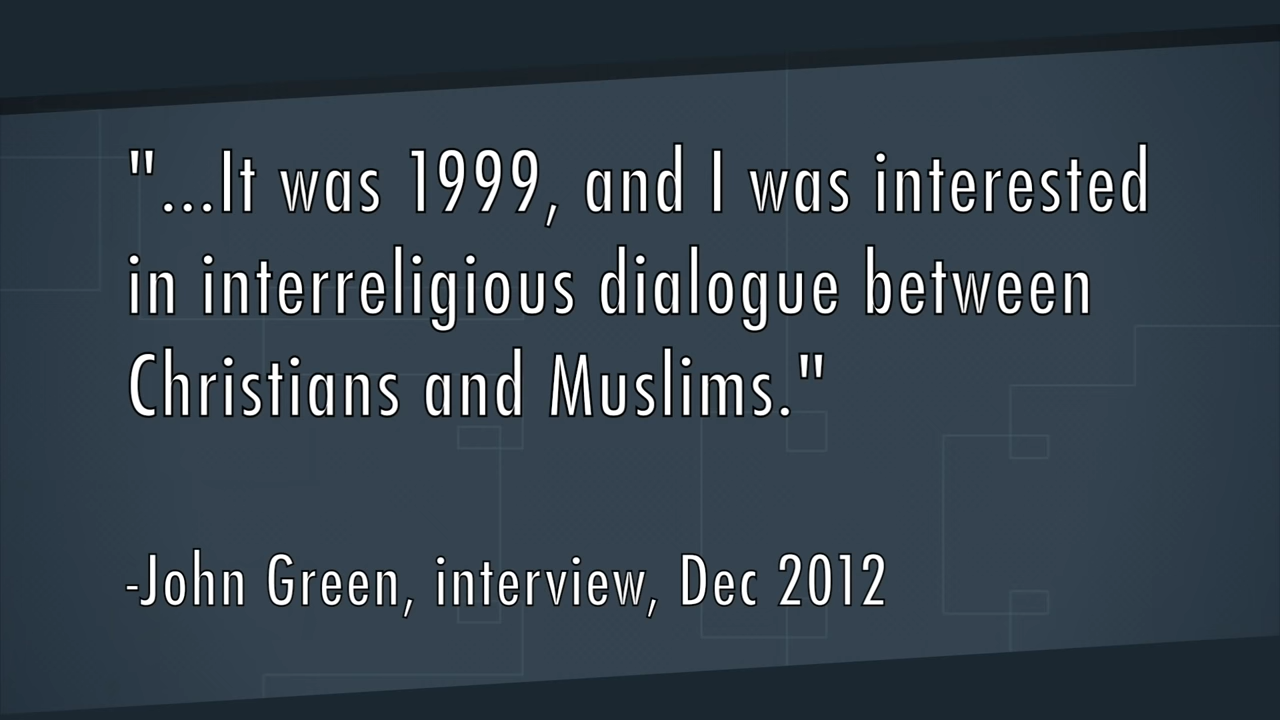 "...It was 1999, and I was interested
in interreligious dialogue between
Christians and Muslims."
-John Green, interview, Dec 2012